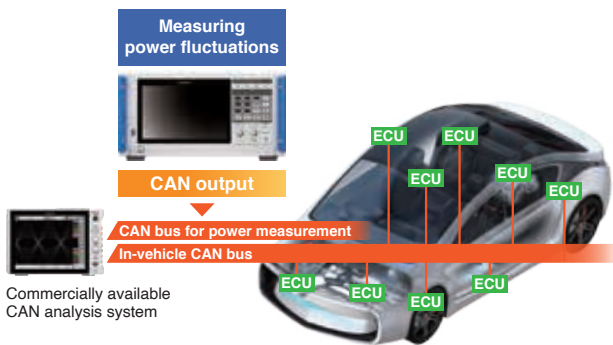 Measuring
power fluctuations
CAN output
CAN bus for power measurement
In-vehicle CAN bus
Commercially available
CAN analysis system
ECU
ECU
ECU
ECU
ECU
ECU
ECU
ECU
ECU